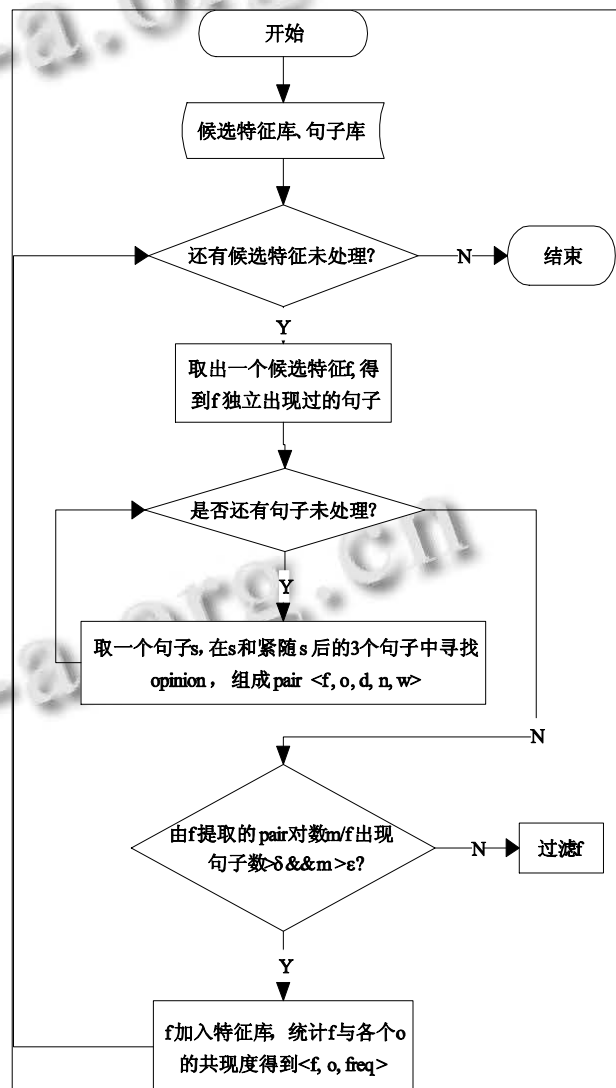 开始
候选特征库、句子库
还有候选特征未处理?
N
结束
Y
取出一个候选特征f, 得
到f 独立出现过的句子
是否还有句子未处理?
Y
取一个句子s, 在s和紧随s 后的3个句子中寻找
opinion, 组成pair <f, o, d, n, w>
N
由f提取的pair对数m/f出现
句子数>δ&&m>ε?
N
过滤f
Y
f加入特征库, 统计f与各个o
的共现度得到<f, o, freq>
a.org.cn